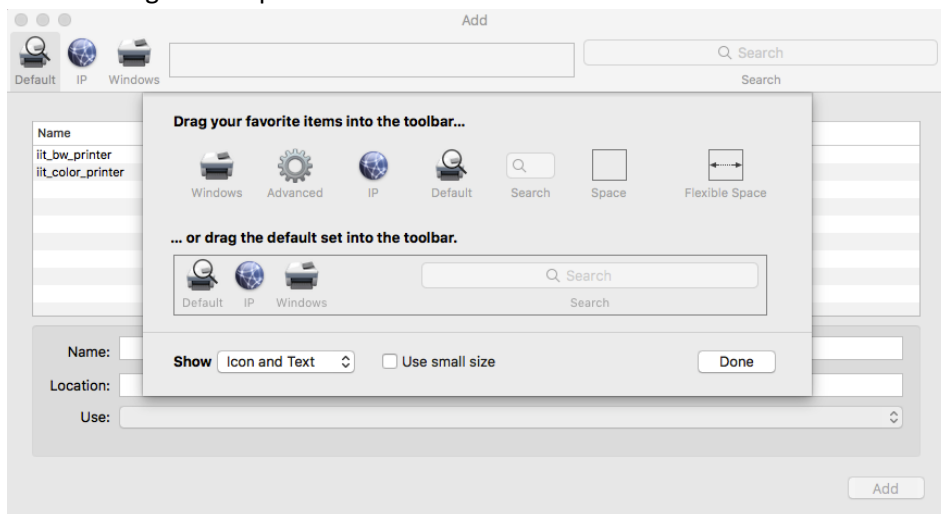 Add
Search
Default IP Windows Search
Drag your favorite items into the toolbar...
Name
iit_bw_printer
iit_color_printer
Windows Advanced IP Default Search Space Flexible Space
... or drag the default set into the toolbar.
Search
Default IP Windows Search
Name:
Show Icon and Text Use small size Done
Location:
Use:
Add